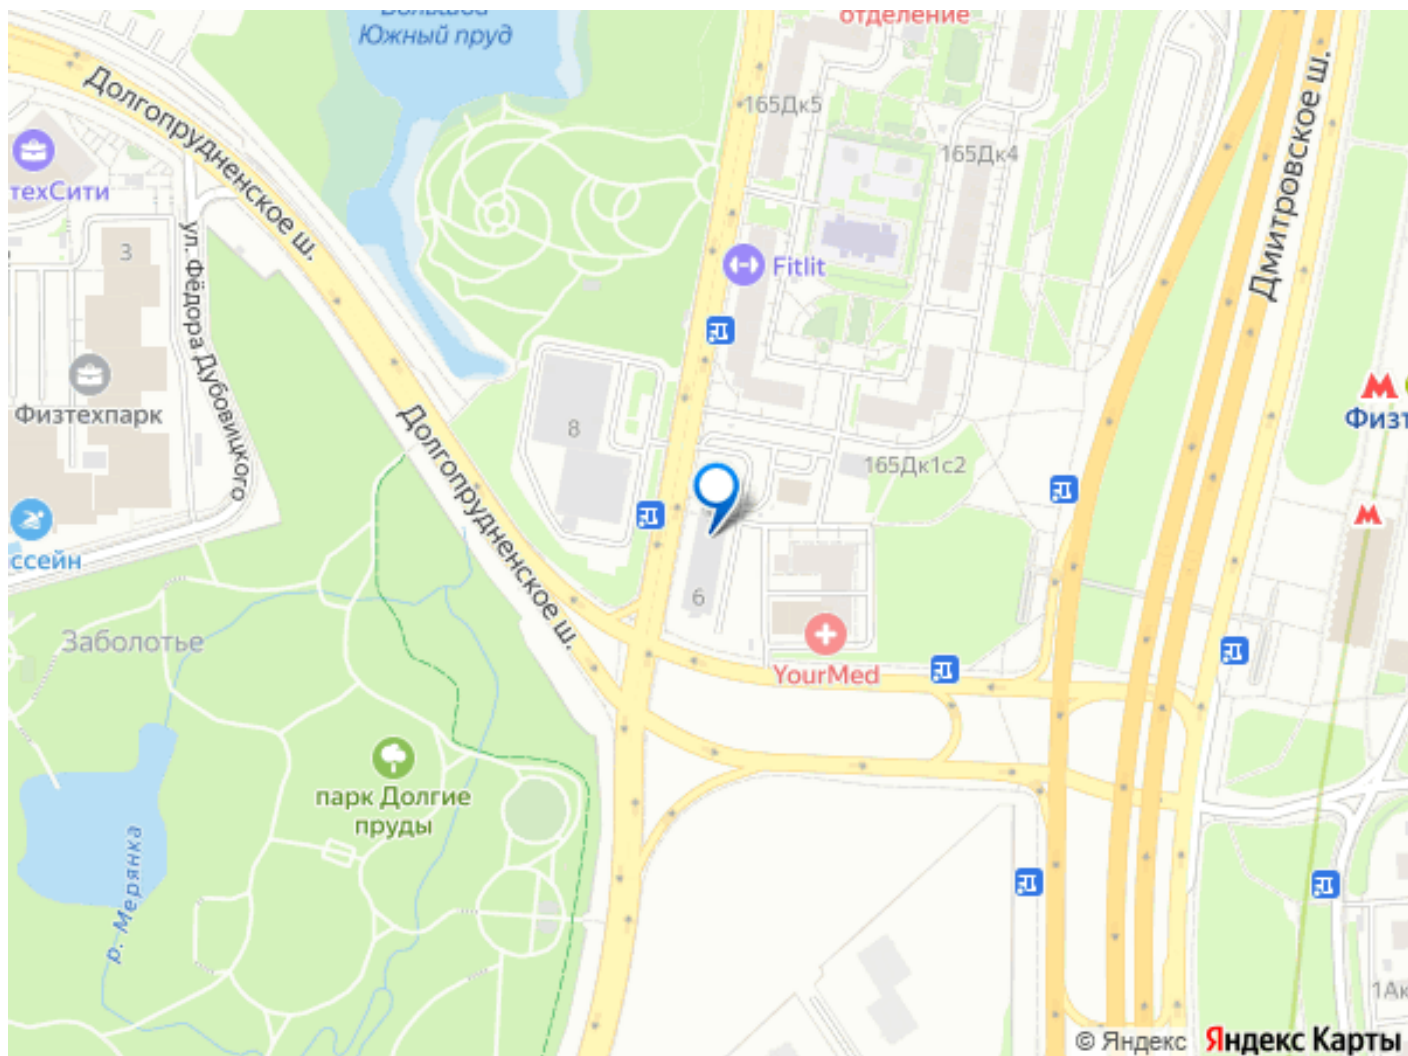 отделение
Южный пруд
Долгопрудненское ш.
165Дк5
165Дк4
Дмитровское ш.
техСити
3
ул. Фёдора Дубовицкого
Fitlit
Физтехпарк
8
Долгопрудненское ш.
165Дк1с2
ссейн
6
Заболотье
YourMed
парк Долгие
пруды
р. Мерянка
1Ак
© Яндекс Яндекс Карты